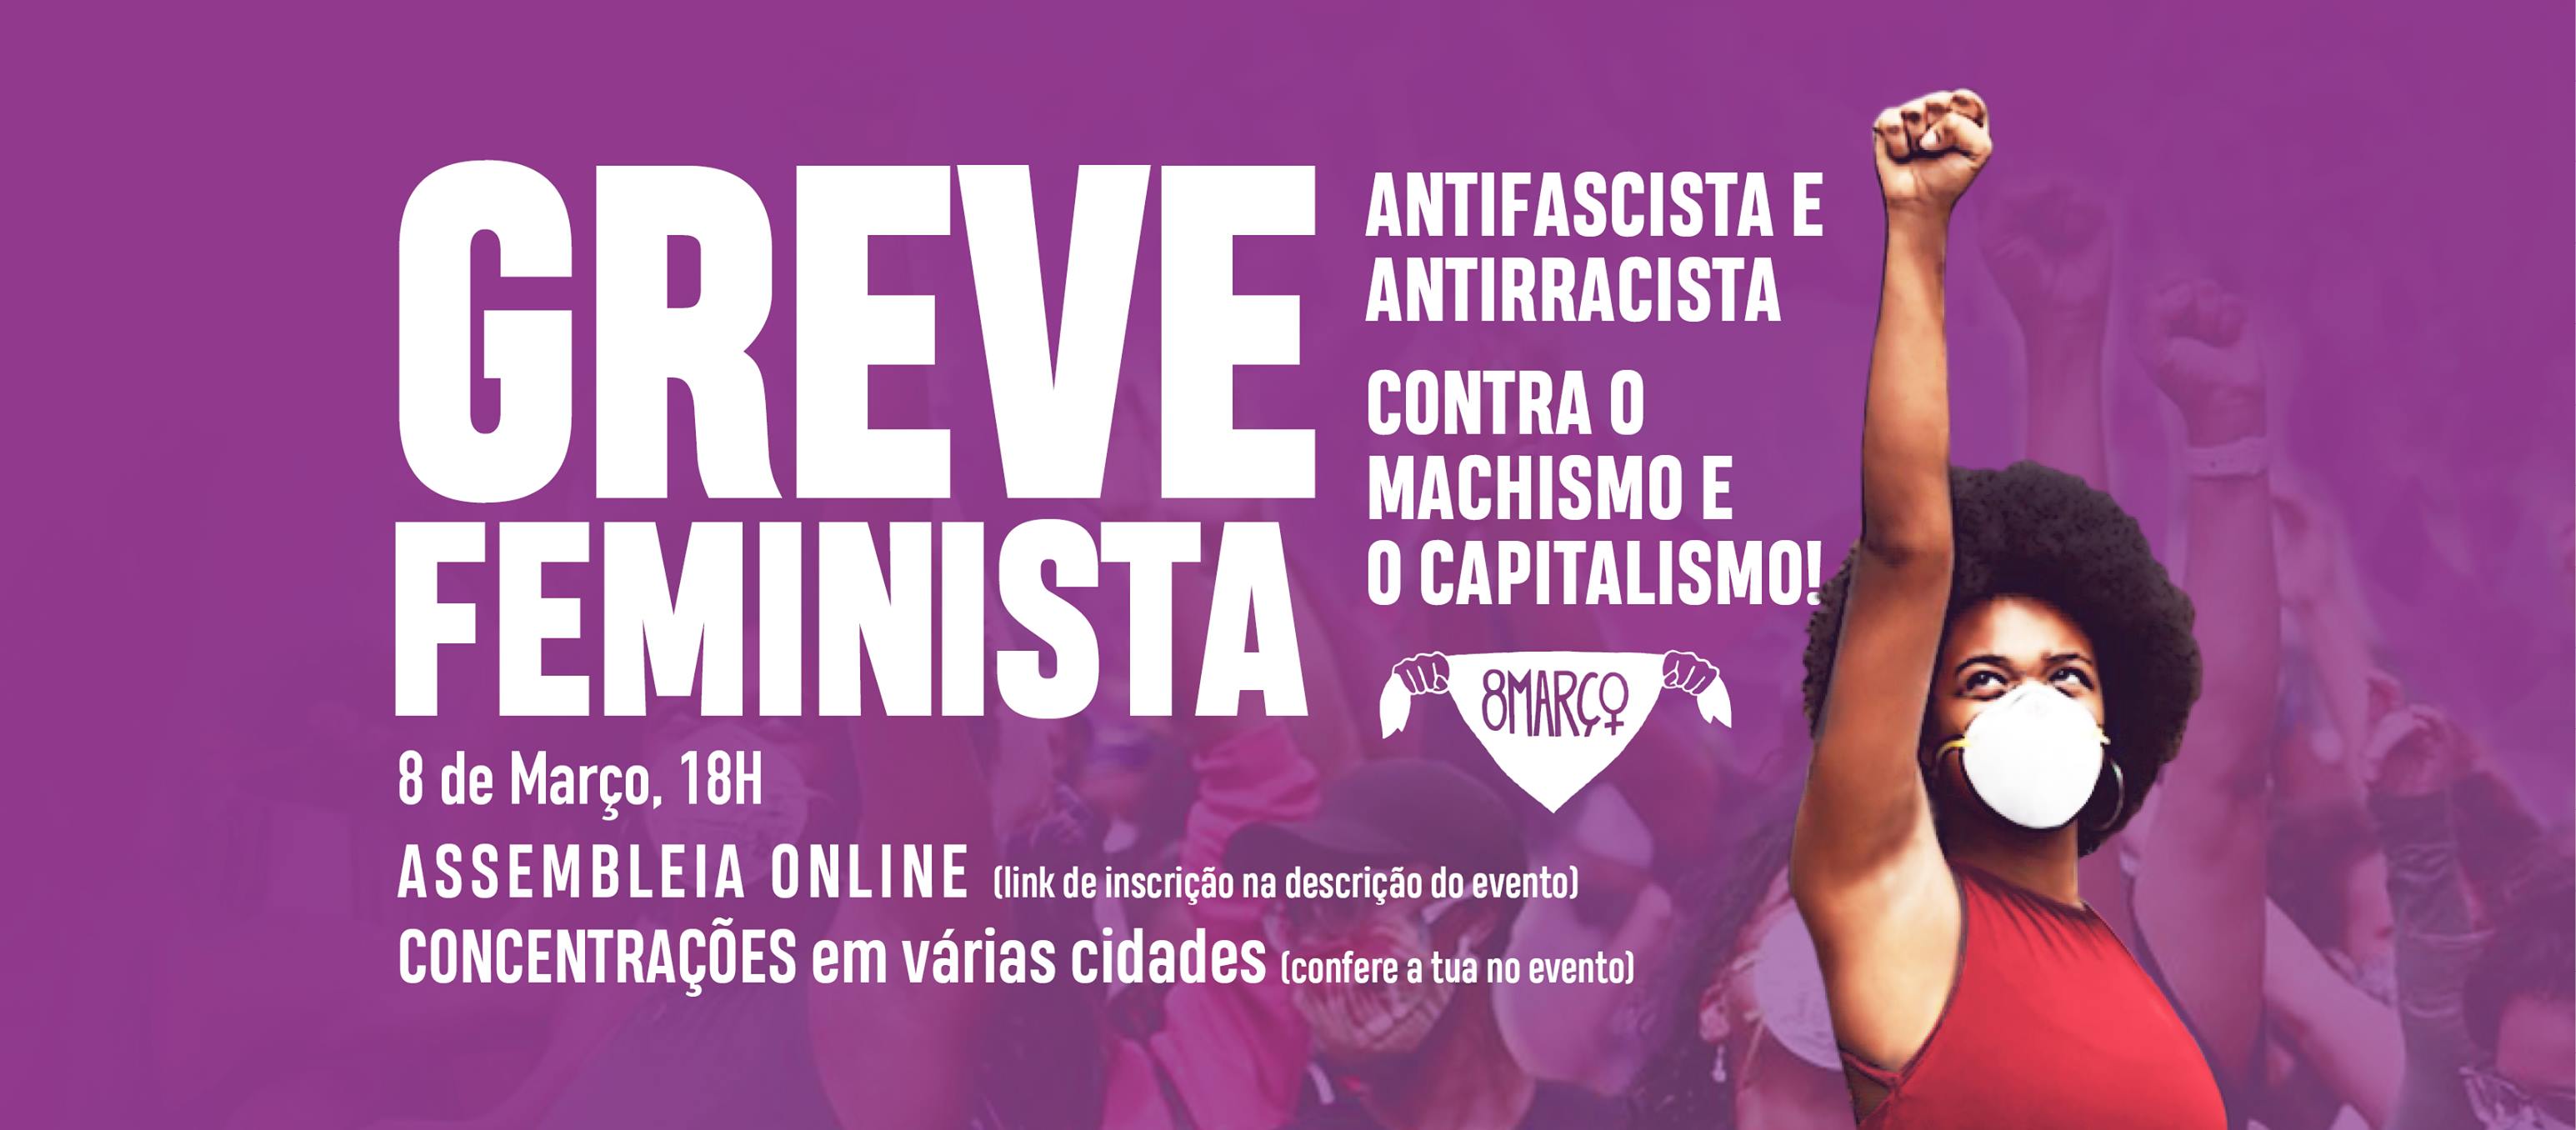 GREVE
FEMINISTA
ANTIFASCISTA E
ANTIRRACISTA
CONTRA O
MACHISMO E
O CAPITALISMO!
8MARÇO
8 de Março, 18H
ASSEMBLEIA ONLINE (link de inscrição na descrição do evento)
CONCENTRAÇÕES em várias cidades (confere a tua no evento)